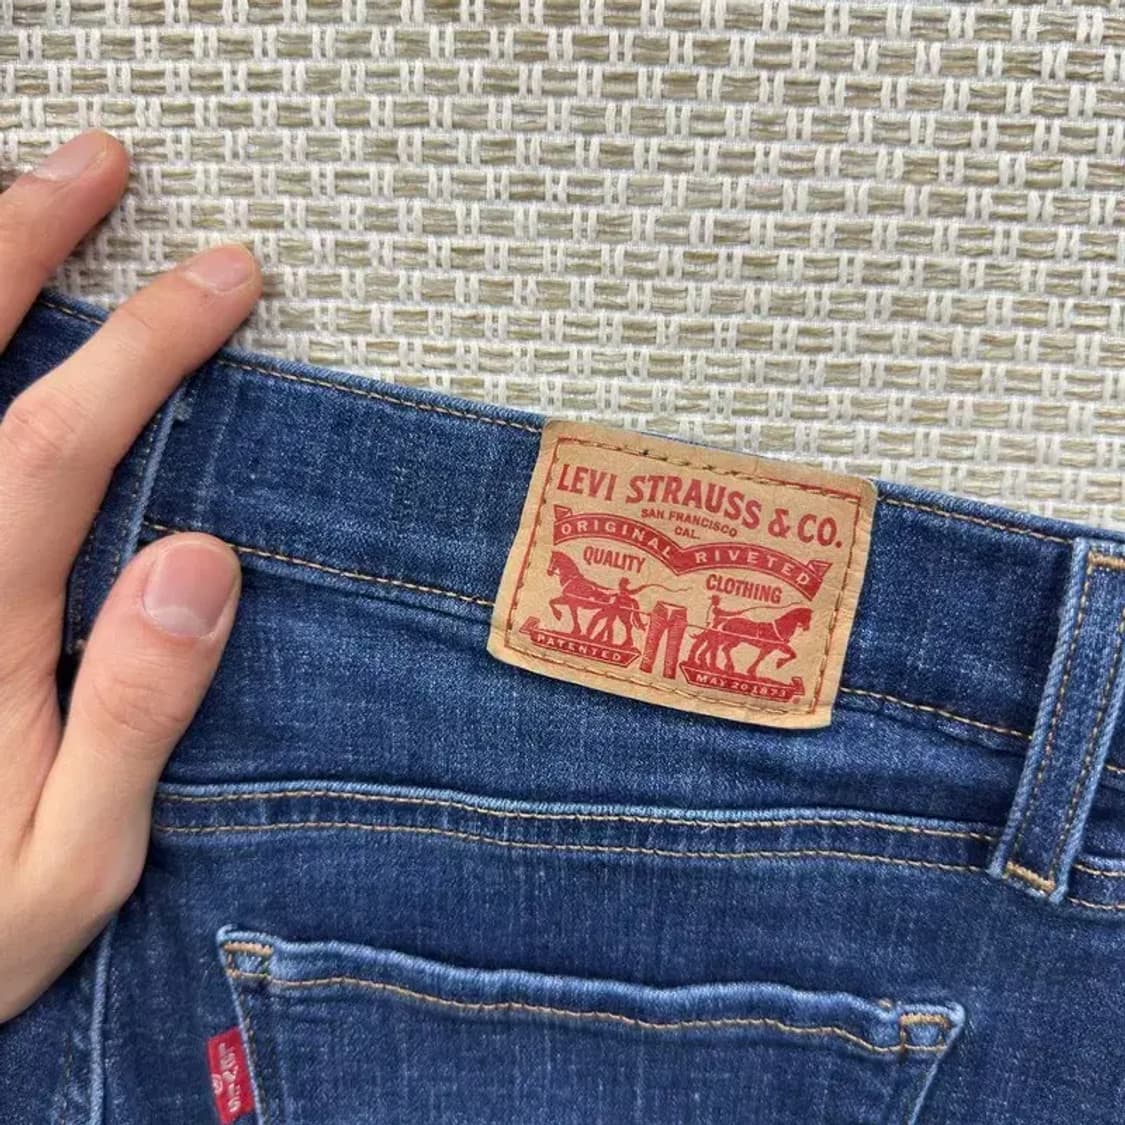 LEVI STRAUSS & CO.
SAN FRANCISCO
CAL.
ORIGINAL RIVETED
QUALITY CLOTHING
PATENTED MAY 20 1873
LEVI'S